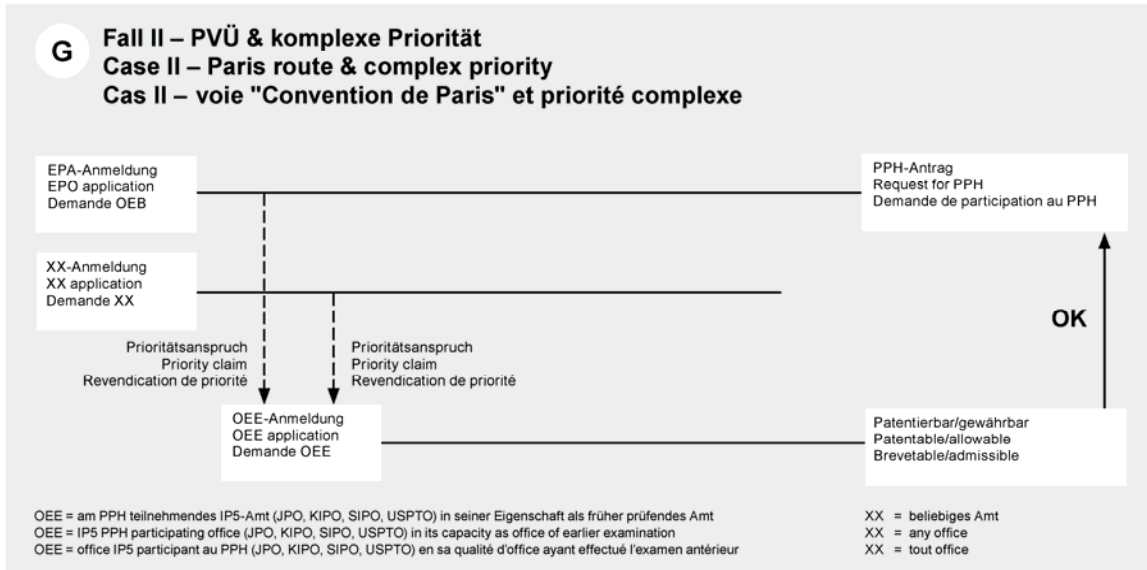 G
Fall II – PVÜ & komplexe Priorität
Case II – Paris route & complex priority
Cas II – voie "Convention de Paris" et priorité complexe
EPA-Anmeldung
EPO application
Demande OEB
PPH-Antrag
Request for PPH
Demande de participation au PPH
XX-Anmeldung
XX application
Demande XX
OK
Prioritätsanspruch
Priority claim
Revendication de priorité
Prioritätsanspruch
Priority claim
Revendication de priorité
OEE-Anmeldung
OEE application
Demande OEE
Patentierbar/gewährbar
Patentable/allowable
Brevetable/admissible
OEE = am PPH teilnehmendes IP5-Amt (JPO, KIPO, SIPO, USPTO) in seiner Eigenschaft als früher prüfendes Amt
OEE = IP5 PPH participating office (JPO, KIPO, SIPO, USPTO) in its capacity as office of earlier examination
OEE = office IP5 participant au PPH (JPO, KIPO, SIPO, USPTO) en sa qualité d'office ayant effectué l'examen antérieur
XX = beliebiges Amt
XX = any office
XX = tout office